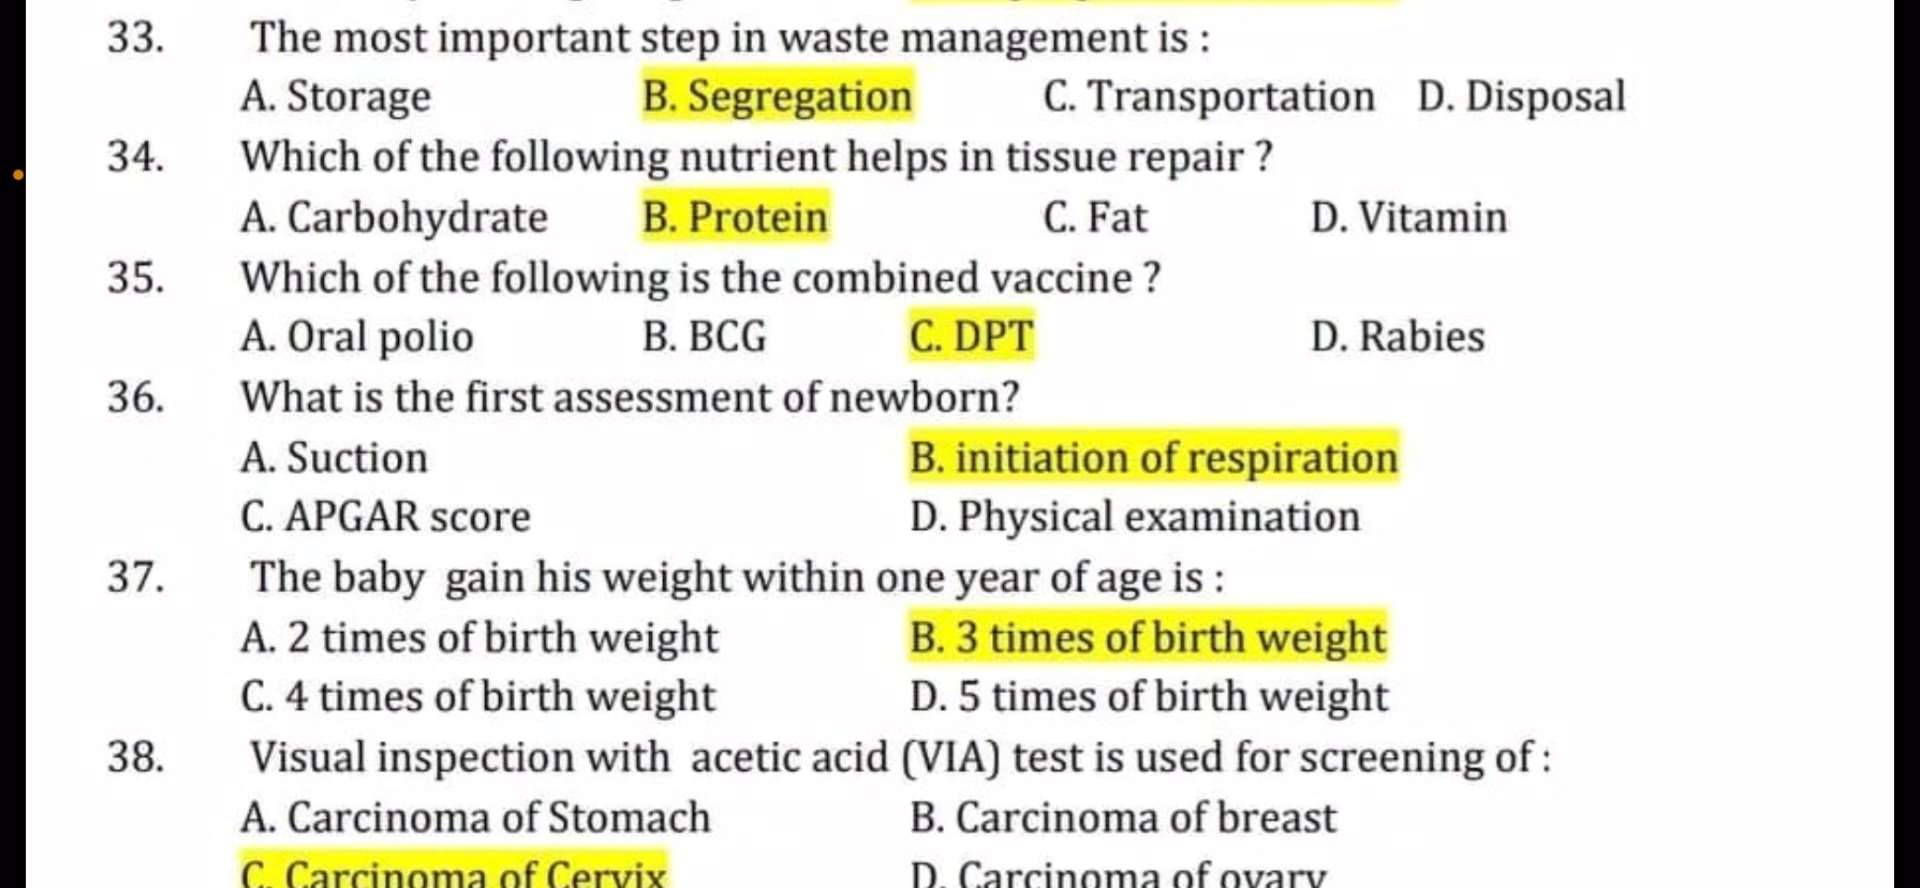 33. The most important step in waste management is :
A. Storage B. Segregation C. Transportation D. Disposal
34. Which of the following nutrient helps in tissue repair ?
A. Carbohydrate B. Protein C. Fat D. Vitamin
35. Which of the following is the combined vaccine ?
A. Oral polio B. BCG C. DPT D. Rabies
36. What is the first assessment of newborn?
A. Suction B. initiation of respiration
C. APGAR score D. Physical examination
37. The baby gain his weight within one year of age is :
A. 2 times of birth weight B. 3 times of birth weight
C. 4 times of birth weight D. 5 times of birth weight
38. Visual inspection with acetic acid (VIA) test is used for screening of :
A. Carcinoma of Stomach B. Carcinoma of breast
C. Carcinoma of Cervix D. Carcinoma of ovary